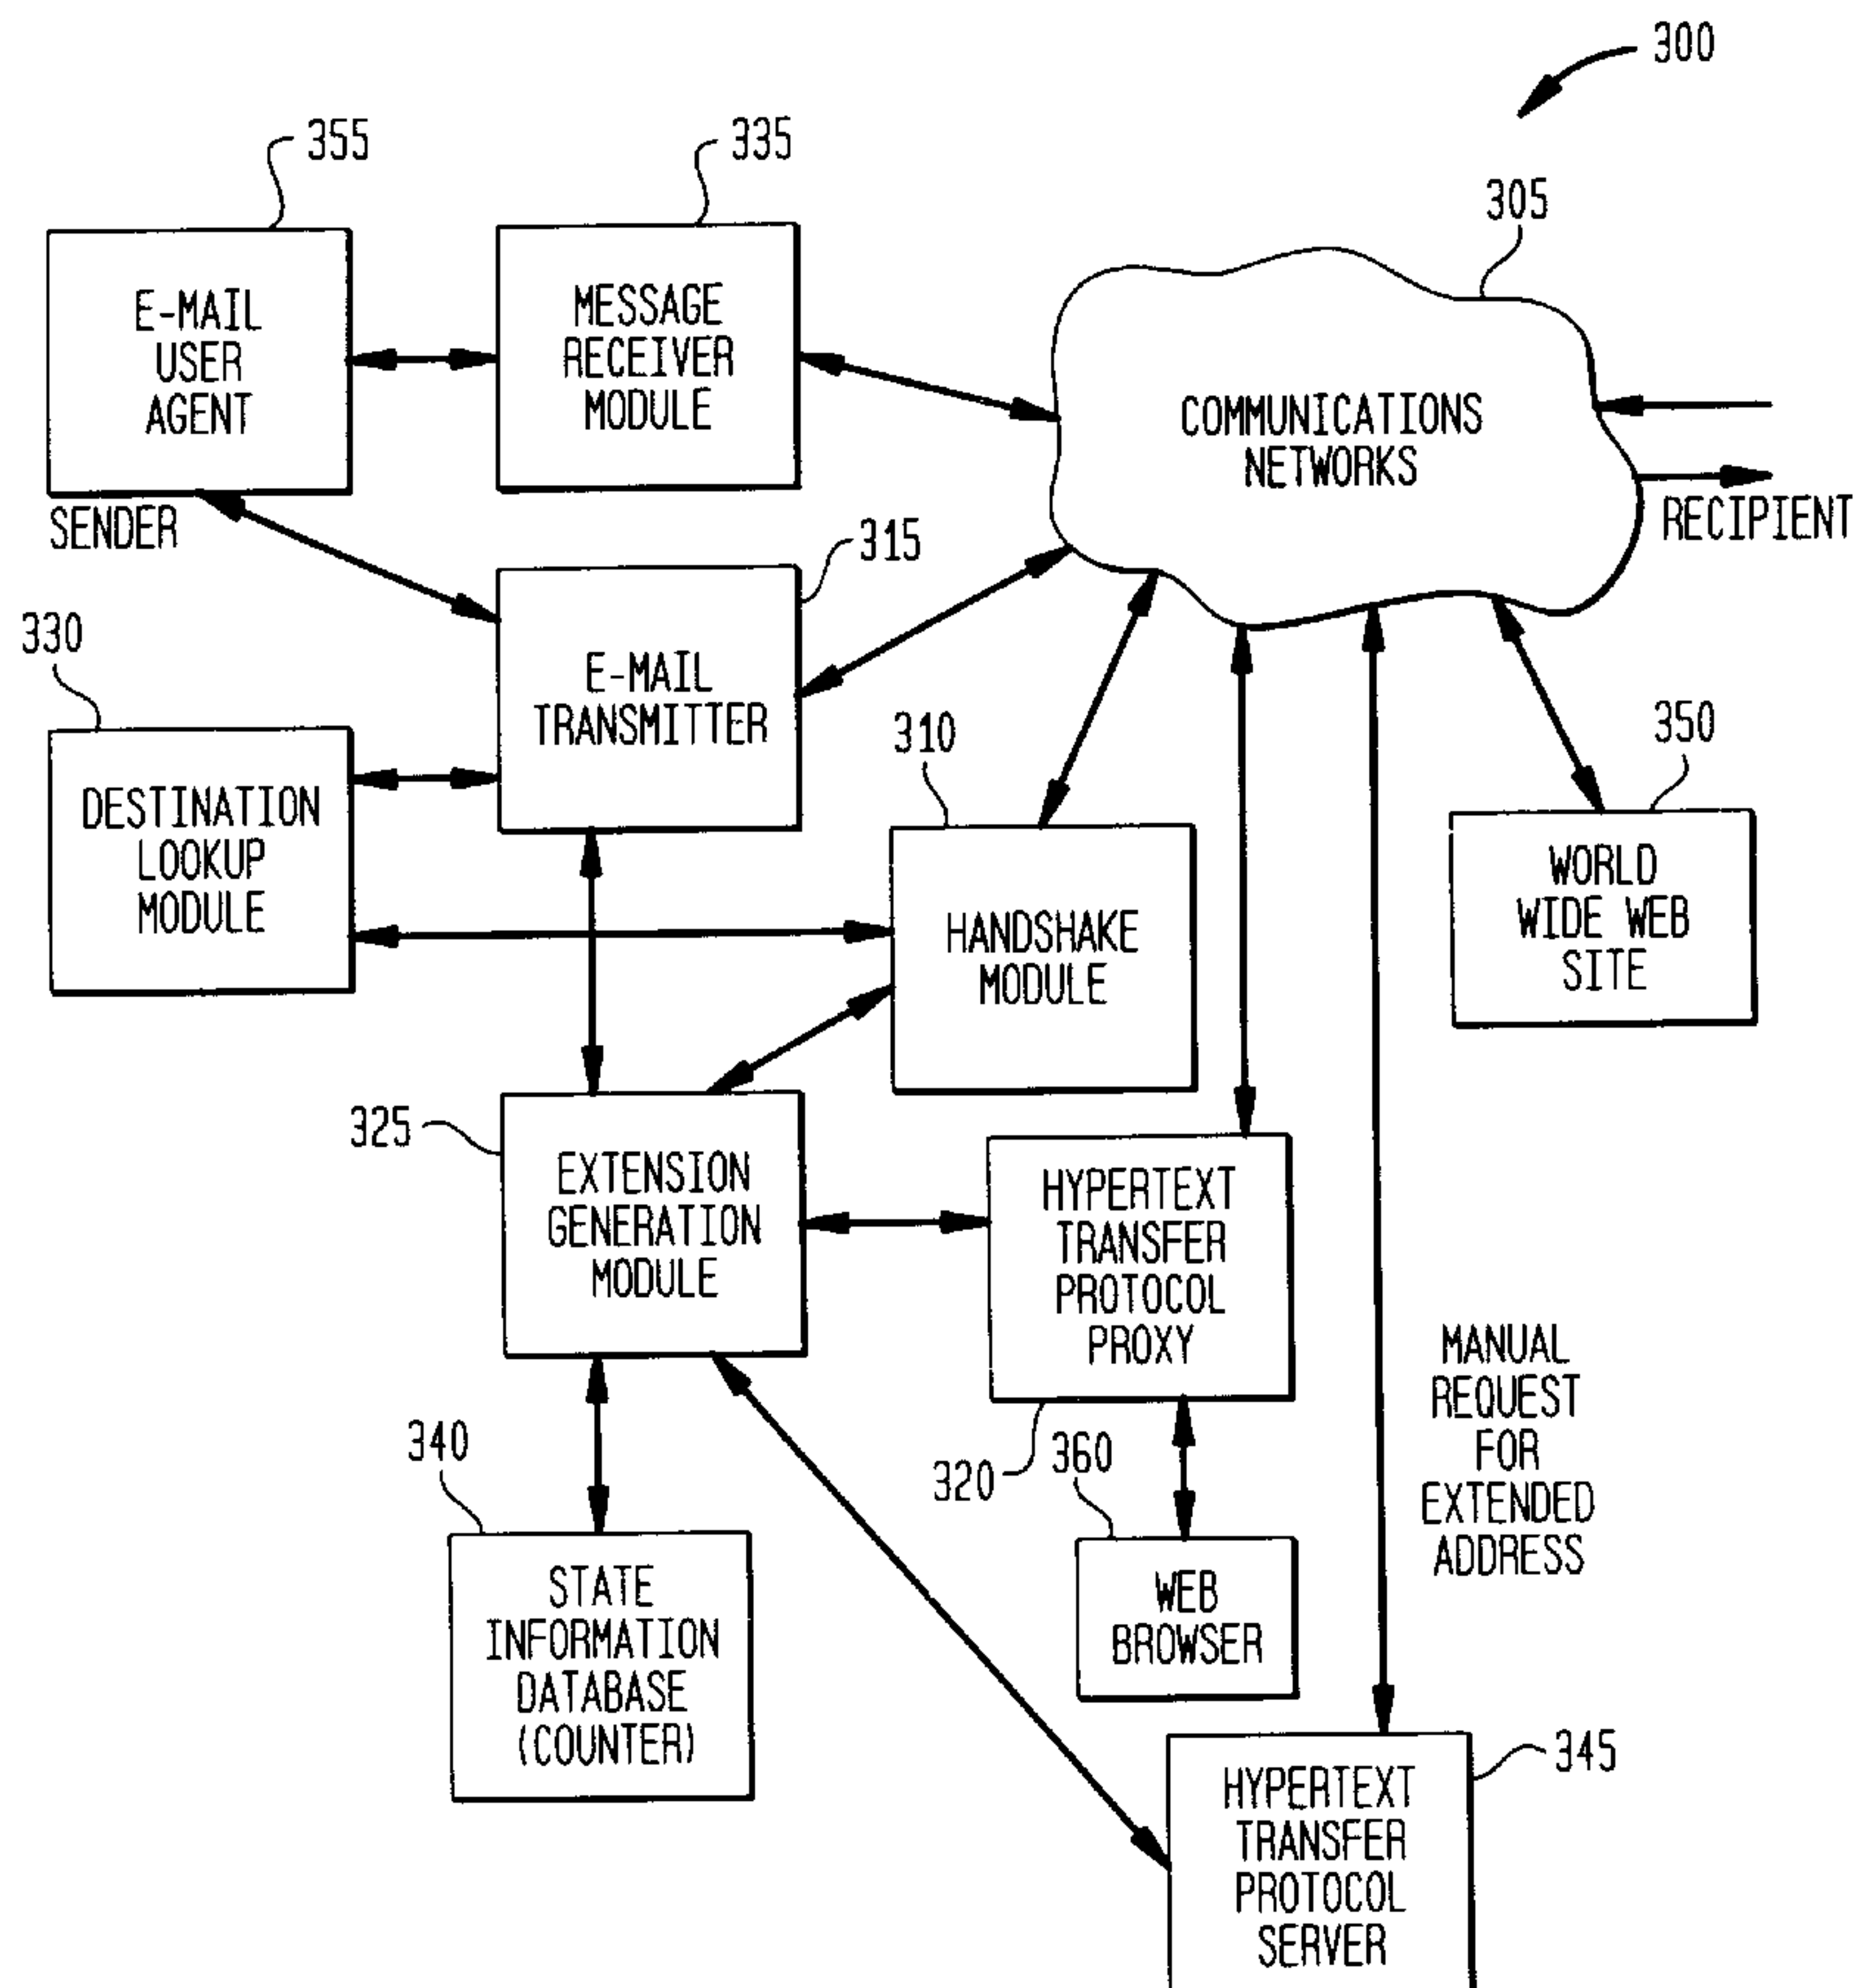 300
355
335
305
E-MAIL
USER
AGENT
MESSAGE
RECEIVER
MODULE
COMMUNICATIONS
NETWORKS
SENDER
RECIPIENT
315
330
E-MAIL
TRANSMITTER
310
350
DESTINATION
LOOKUP
MODULE
HANDSHAKE
MODULE
WORLD
WIDE WEB
SITE
325
EXTENSION
GENERATION
MODULE
HYPERTEXT
TRANSFER
PROTOCOL
PROXY
MANUAL
REQUEST
FOR
EXTENDED
ADDRESS
340
320
360
STATE
INFORMATION
DATABASE
(COUNTER)
WEB
BROWSER
345
HYPERTEXT
TRANSFER
PROTOCOL
SERVER